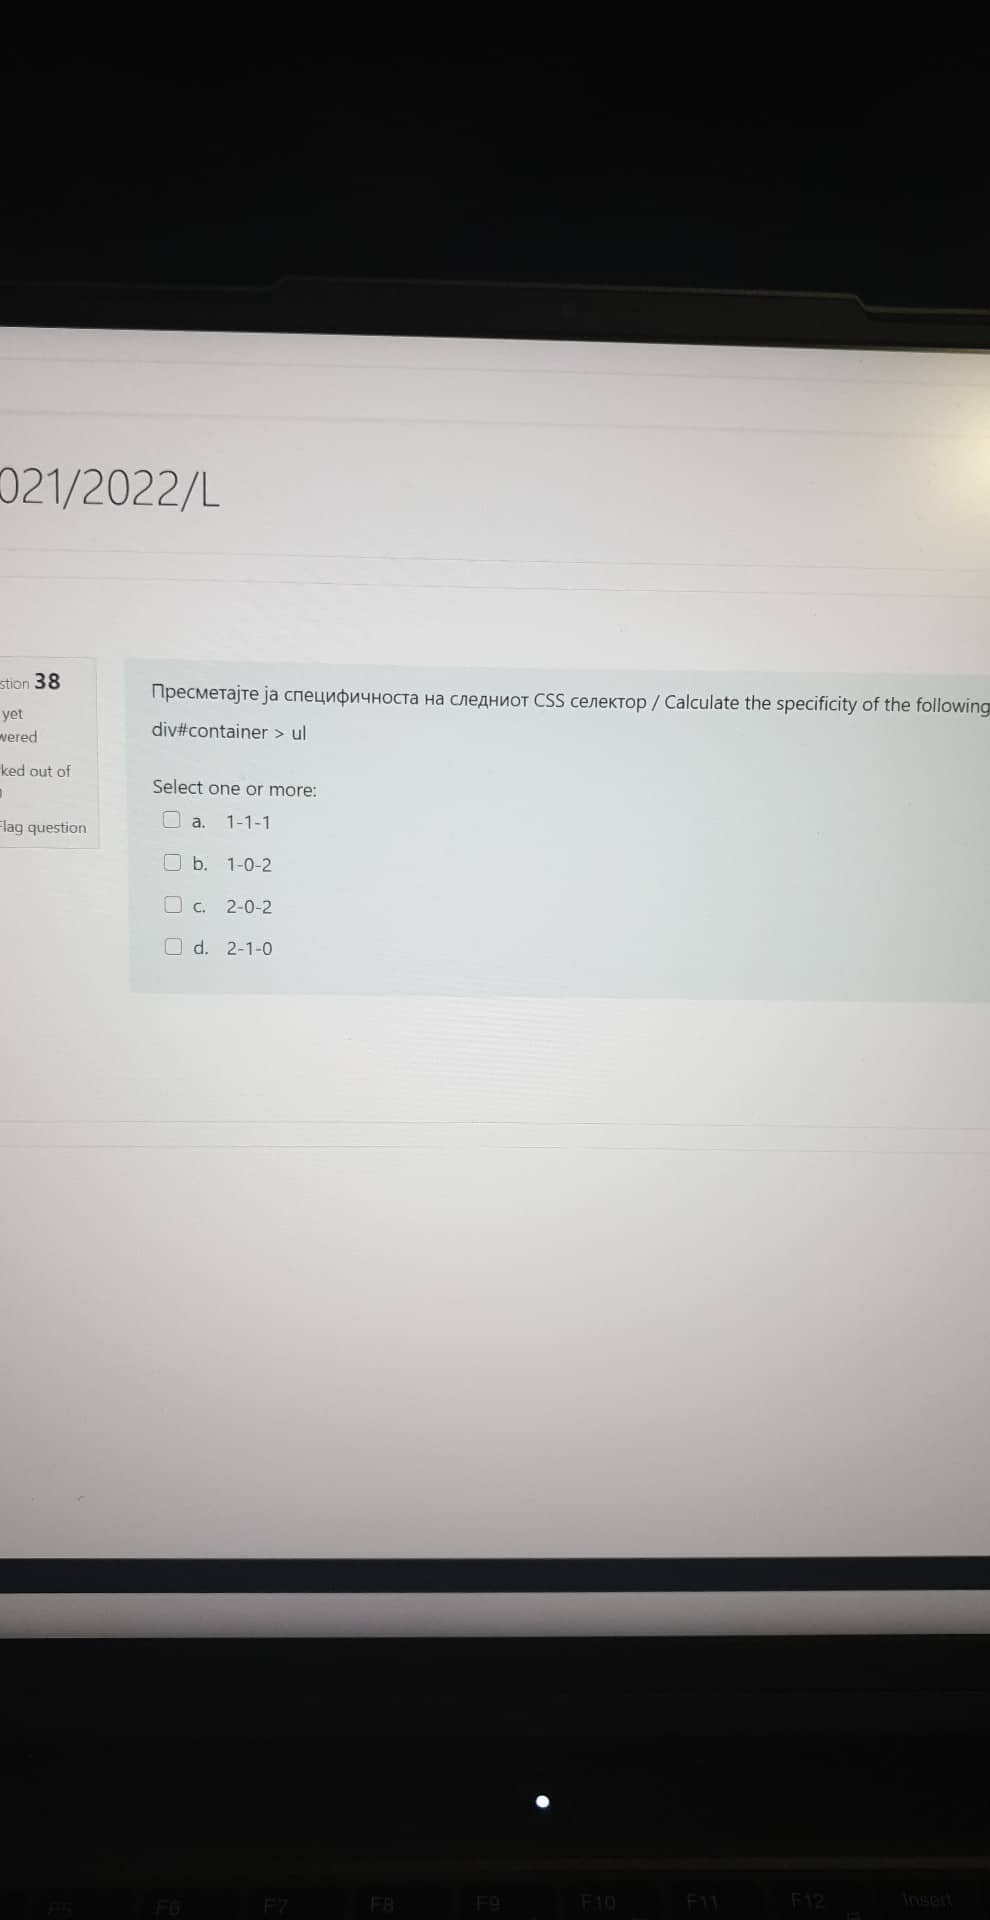 021/2022/L
stion 38
yet
wered
ked out of
Flag question
Пресметајте ја специфичноста на следниот CSS селектор / Calculate the specificity of the following
div#container > ul
Select one or more:
a. 1-1-1
b. 1-0-2
c. 2-0-2
d. 2-1-0
F5 F6 F7 F8 F9 F10 F11 F12 Insert